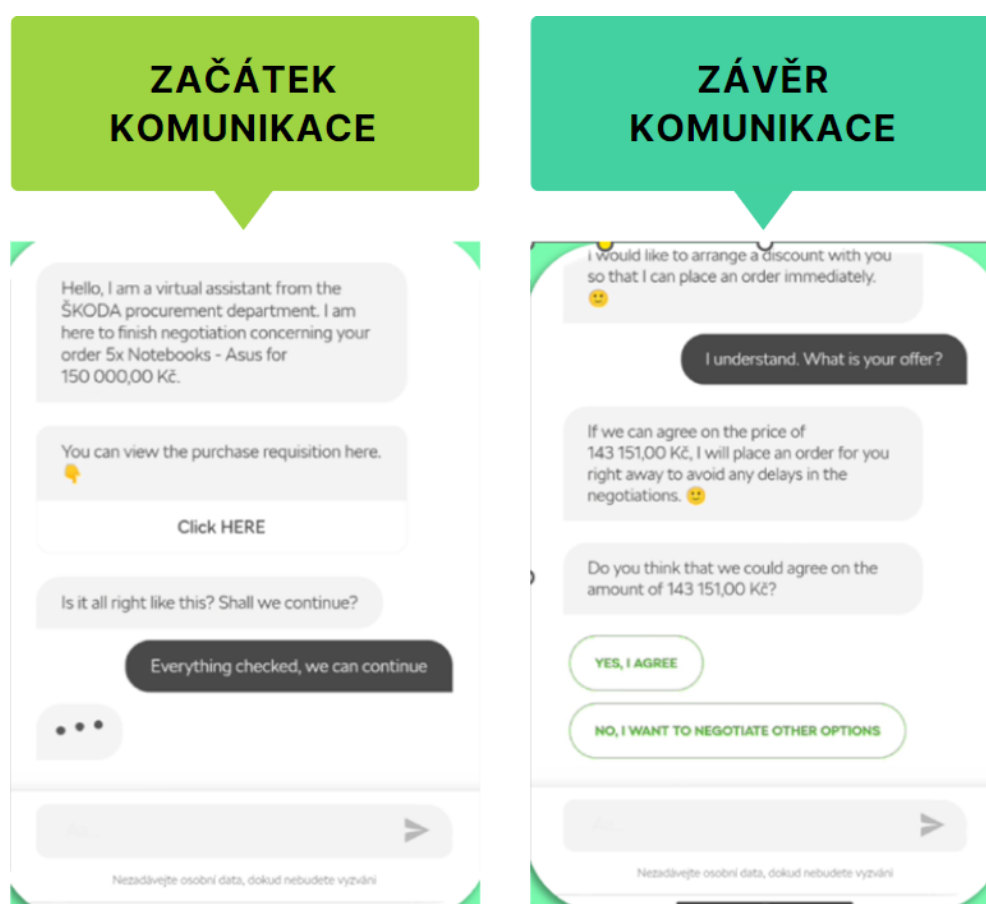 ZAČÁTEK
KOMUNIKACE
Hello, I am a virtual assistant from the
ŠKODA procurement department. I am
here to finish negotiation concerning your
order 5x Notebooks - Asus for
150 000,00 Kč.
You can view the purchase requisition here.
👇
Click HERE
Is it all right like this? Shall we continue?
Everything checked, we can continue
Nezadávejte osobní data, dokud nebudete vyzváni
ZÁVĚR
KOMUNIKACE
I would like to arrange a discount with you
so that I can place an order immediately.
🙂
I understand. What is your offer?
If we can agree on the price of
143 151,00 Kč, I will place an order for you
right away to avoid any delays in the
negotiations. 🙂
Do you think that we could agree on the
amount of 143 151,00 Kč?
YES, I AGREE
NO, I WANT TO NEGOTIATE OTHER OPTIONS
Nezadávejte osobní data, dokud nebudete vyzváni